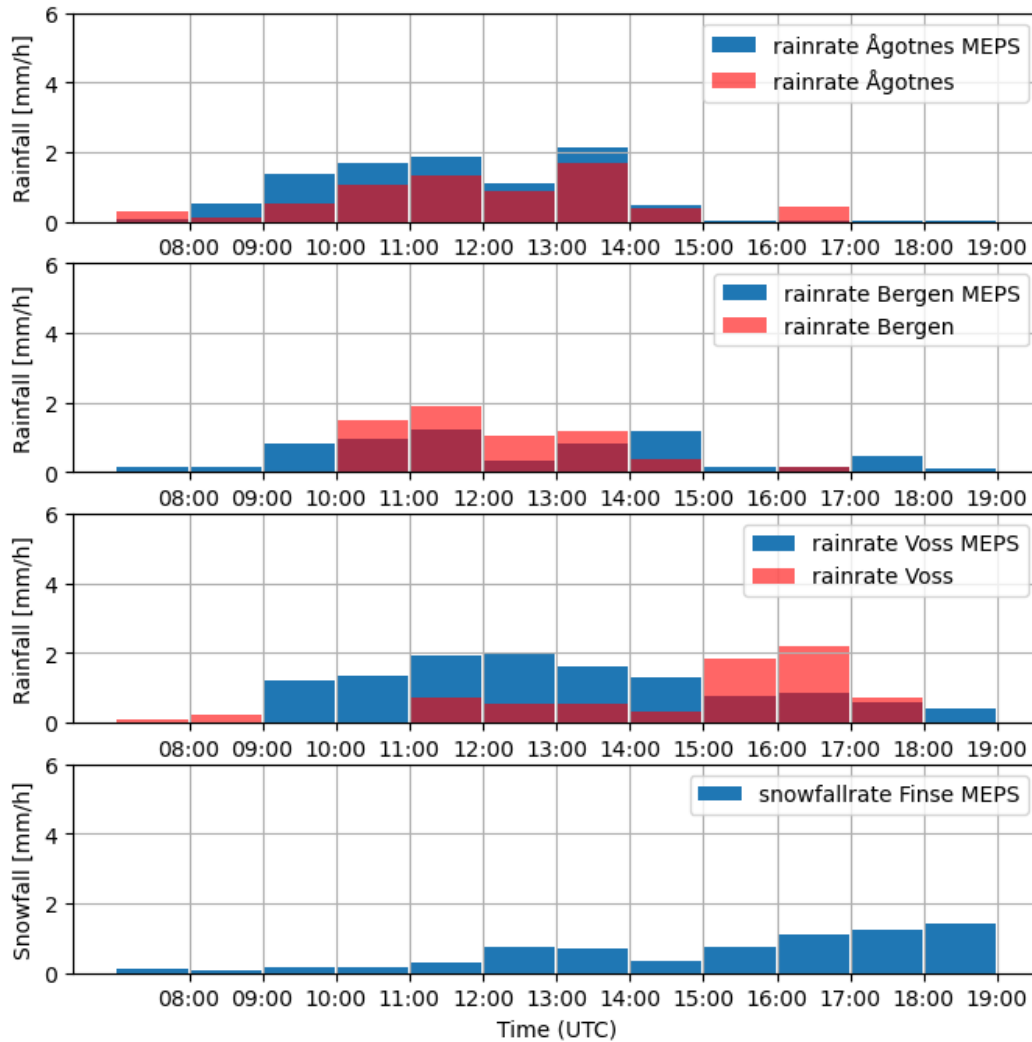 6
4
2
0
Rainfall [mm/h]
rainrate Ågotnes MEPS
rainrate Ågotnes
08:00 09:00 10:00 11:00 12:00 13:00 14:00 15:00 16:00 17:00 18:00 19:00
6
4
2
0
Rainfall [mm/h]
rainrate Bergen MEPS
rainrate Bergen
08:00 09:00 10:00 11:00 12:00 13:00 14:00 15:00 16:00 17:00 18:00 19:00
6
4
2
0
Rainfall [mm/h]
rainrate Voss MEPS
rainrate Voss
08:00 09:00 10:00 11:00 12:00 13:00 14:00 15:00 16:00 17:00 18:00 19:00
6
4
2
0
Snowfall [mm/h]
snowfallrate Finse MEPS
08:00 09:00 10:00 11:00 12:00 13:00 14:00 15:00 16:00 17:00 18:00 19:00
Time (UTC)